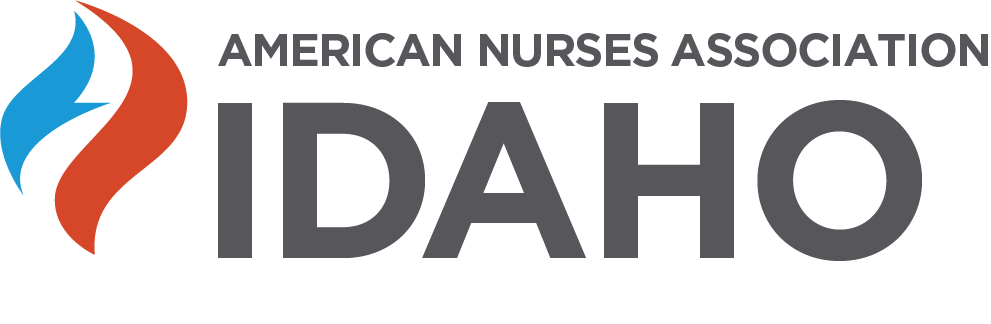 AMERICAN NURSES ASSOCIATION
IDAHO